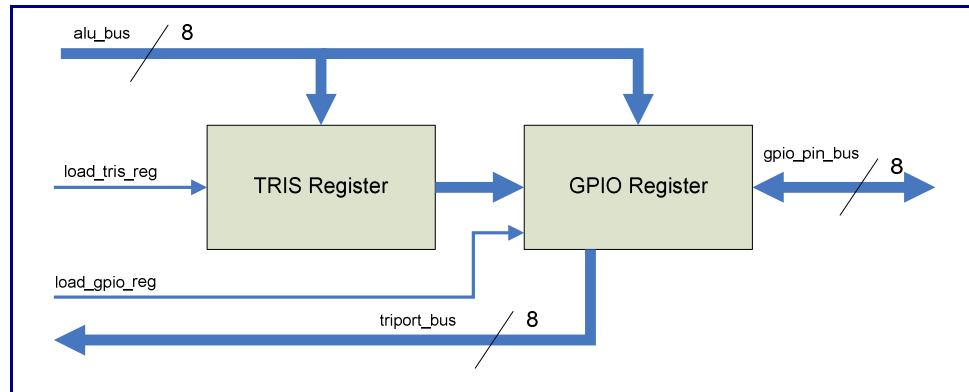 alu_bus 8
load_tris_reg
TRIS Register
GPIO Register
gpio_pin_bus
8
load_gpio_reg
triport_bus 8